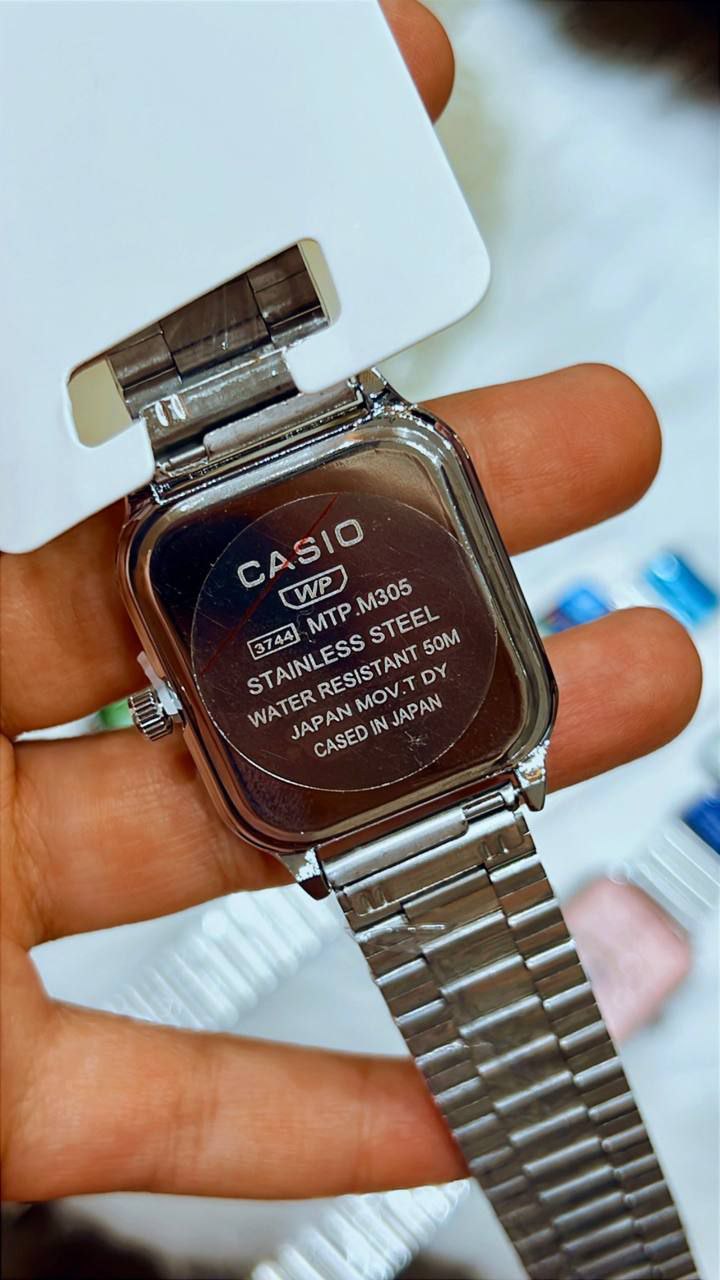 CASIO
WP
3744 MTP M305
STAINLESS STEEL
WATER RESISTANT 50M
JAPAN MOV.T DY
CASED IN JAPAN